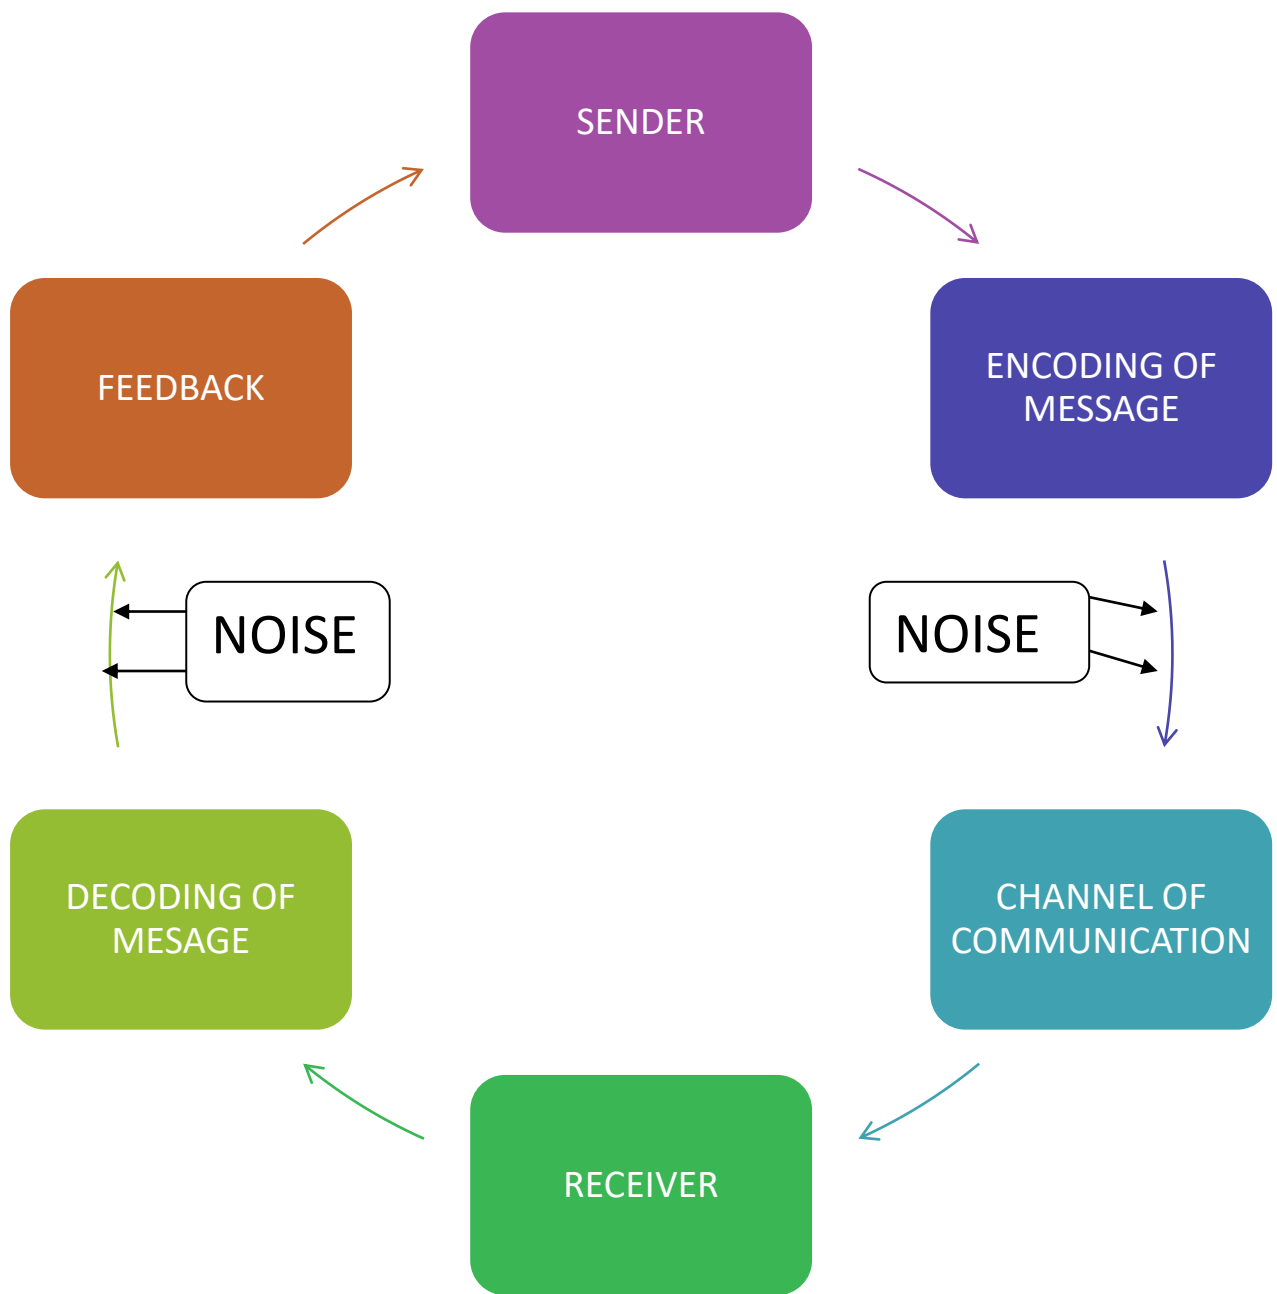 SENDER
FEEDBACK
ENCODING OF
MESSAGE
NOISE
NOISE
DECODING OF
MESAGE
CHANNEL OF
COMMUNICATION
RECEIVER